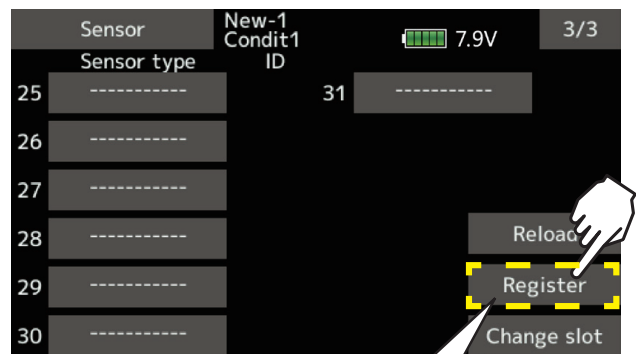 Sensor New-1 3/3
Condit1 7.9V
Sensor type ID
25 ----------- 31 -----------
26 -----------
27 -----------
28 ----------- Reload
29 ----------- Register
30 ----------- Change slot